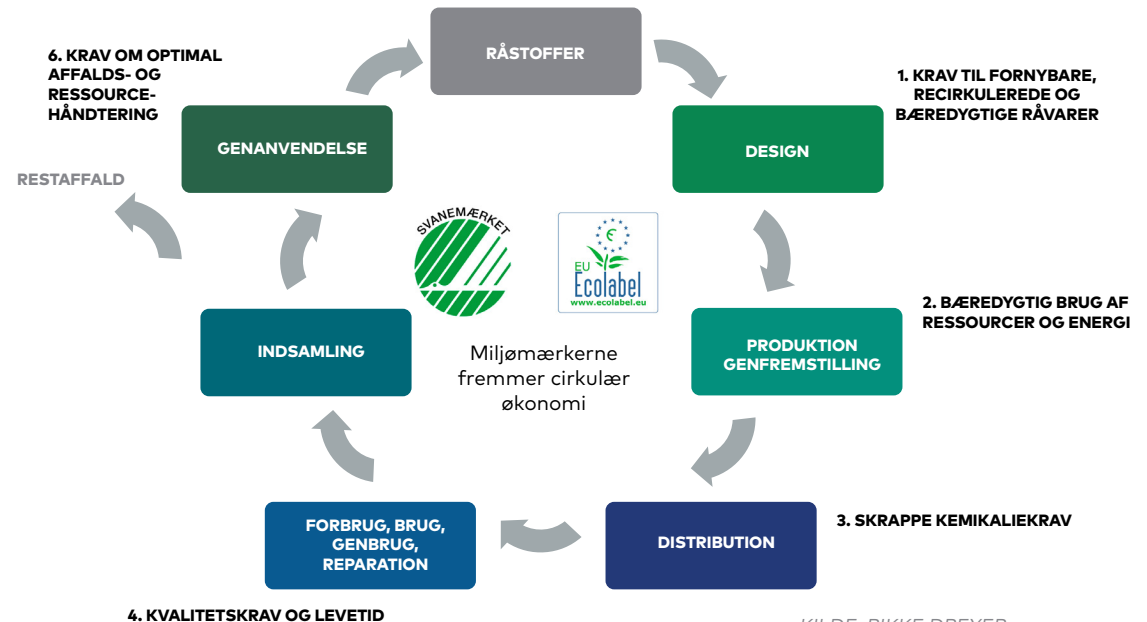 RÅSTOFFER
6. KRAV OM OPTIMAL
AFFALDS- OG
RESSOURCE-
HÅNDTERING
1. KRAV TIL FORNYBARE,
RECIRKULEREDE OG
BÆREDYGTIGE RÅVARER
GENANVENDELSE
DESIGN
RESTAFFALD
SVANEMÆRKET
EU
Ecolabel
www.ecolabel.eu
2. BÆREDYGTIG BRUG AF
RESSOURCER OG ENERGI
INDSAMLING
Miljømærkerne
fremmer cirkulær
økonomi
PRODUKTION
GENFREMSTILLING
FORBRUG, BRUG,
GENBRUG,
REPARATION
DISTRIBUTION
3. SKRAPPE KEMIKALIEKRAV
4. KVALITETSKRAV OG LEVETID